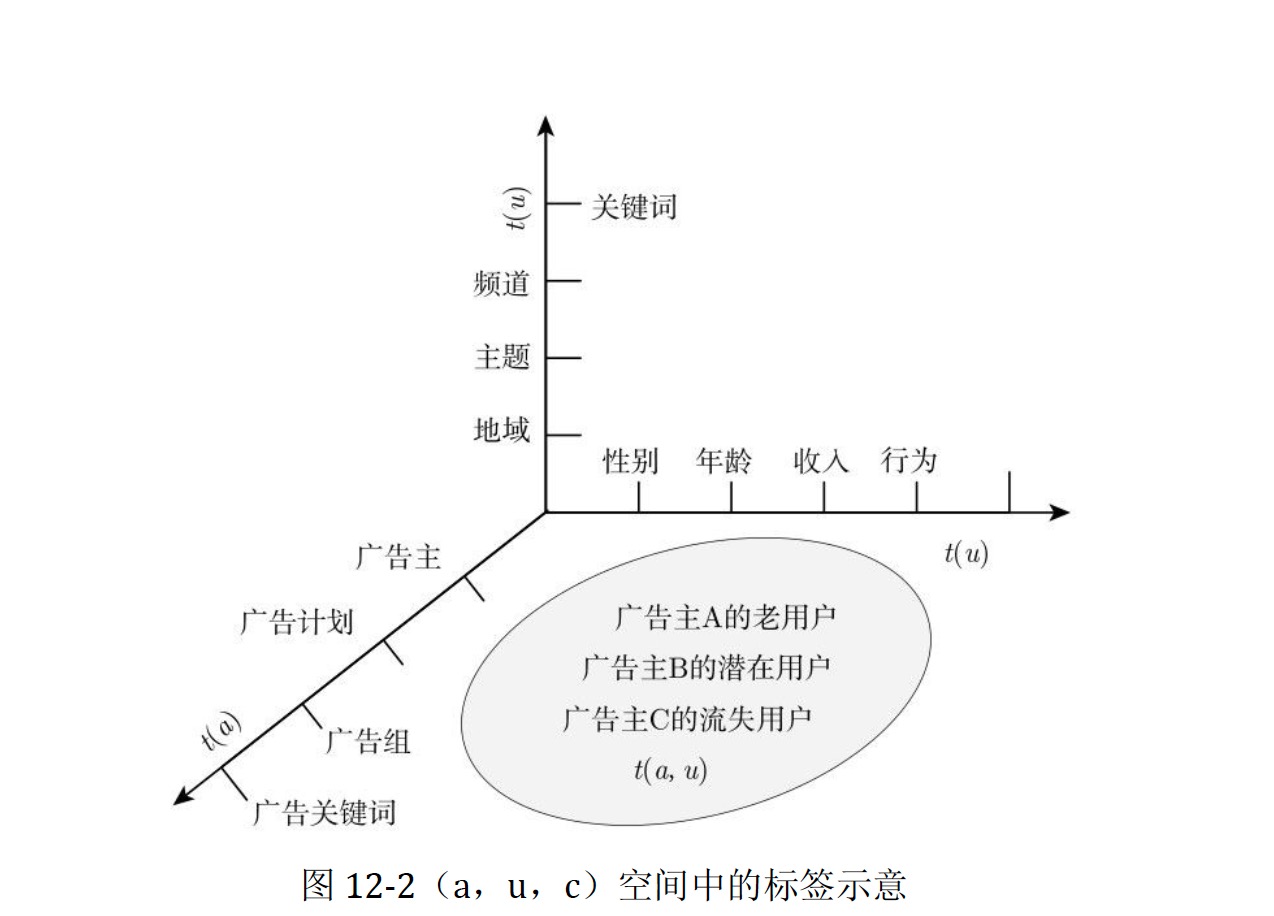 t(u)
关键词
频道
主题
地域
性别 年龄 收入 行为
t(u)
广告主
广告计划
t(a)
广告组
广告关键词
广告主A的老用户
广告主B的潜在用户
广告主C的流失用户
t(a, u)
图 12-2（a，u，c）空间中的标签示意